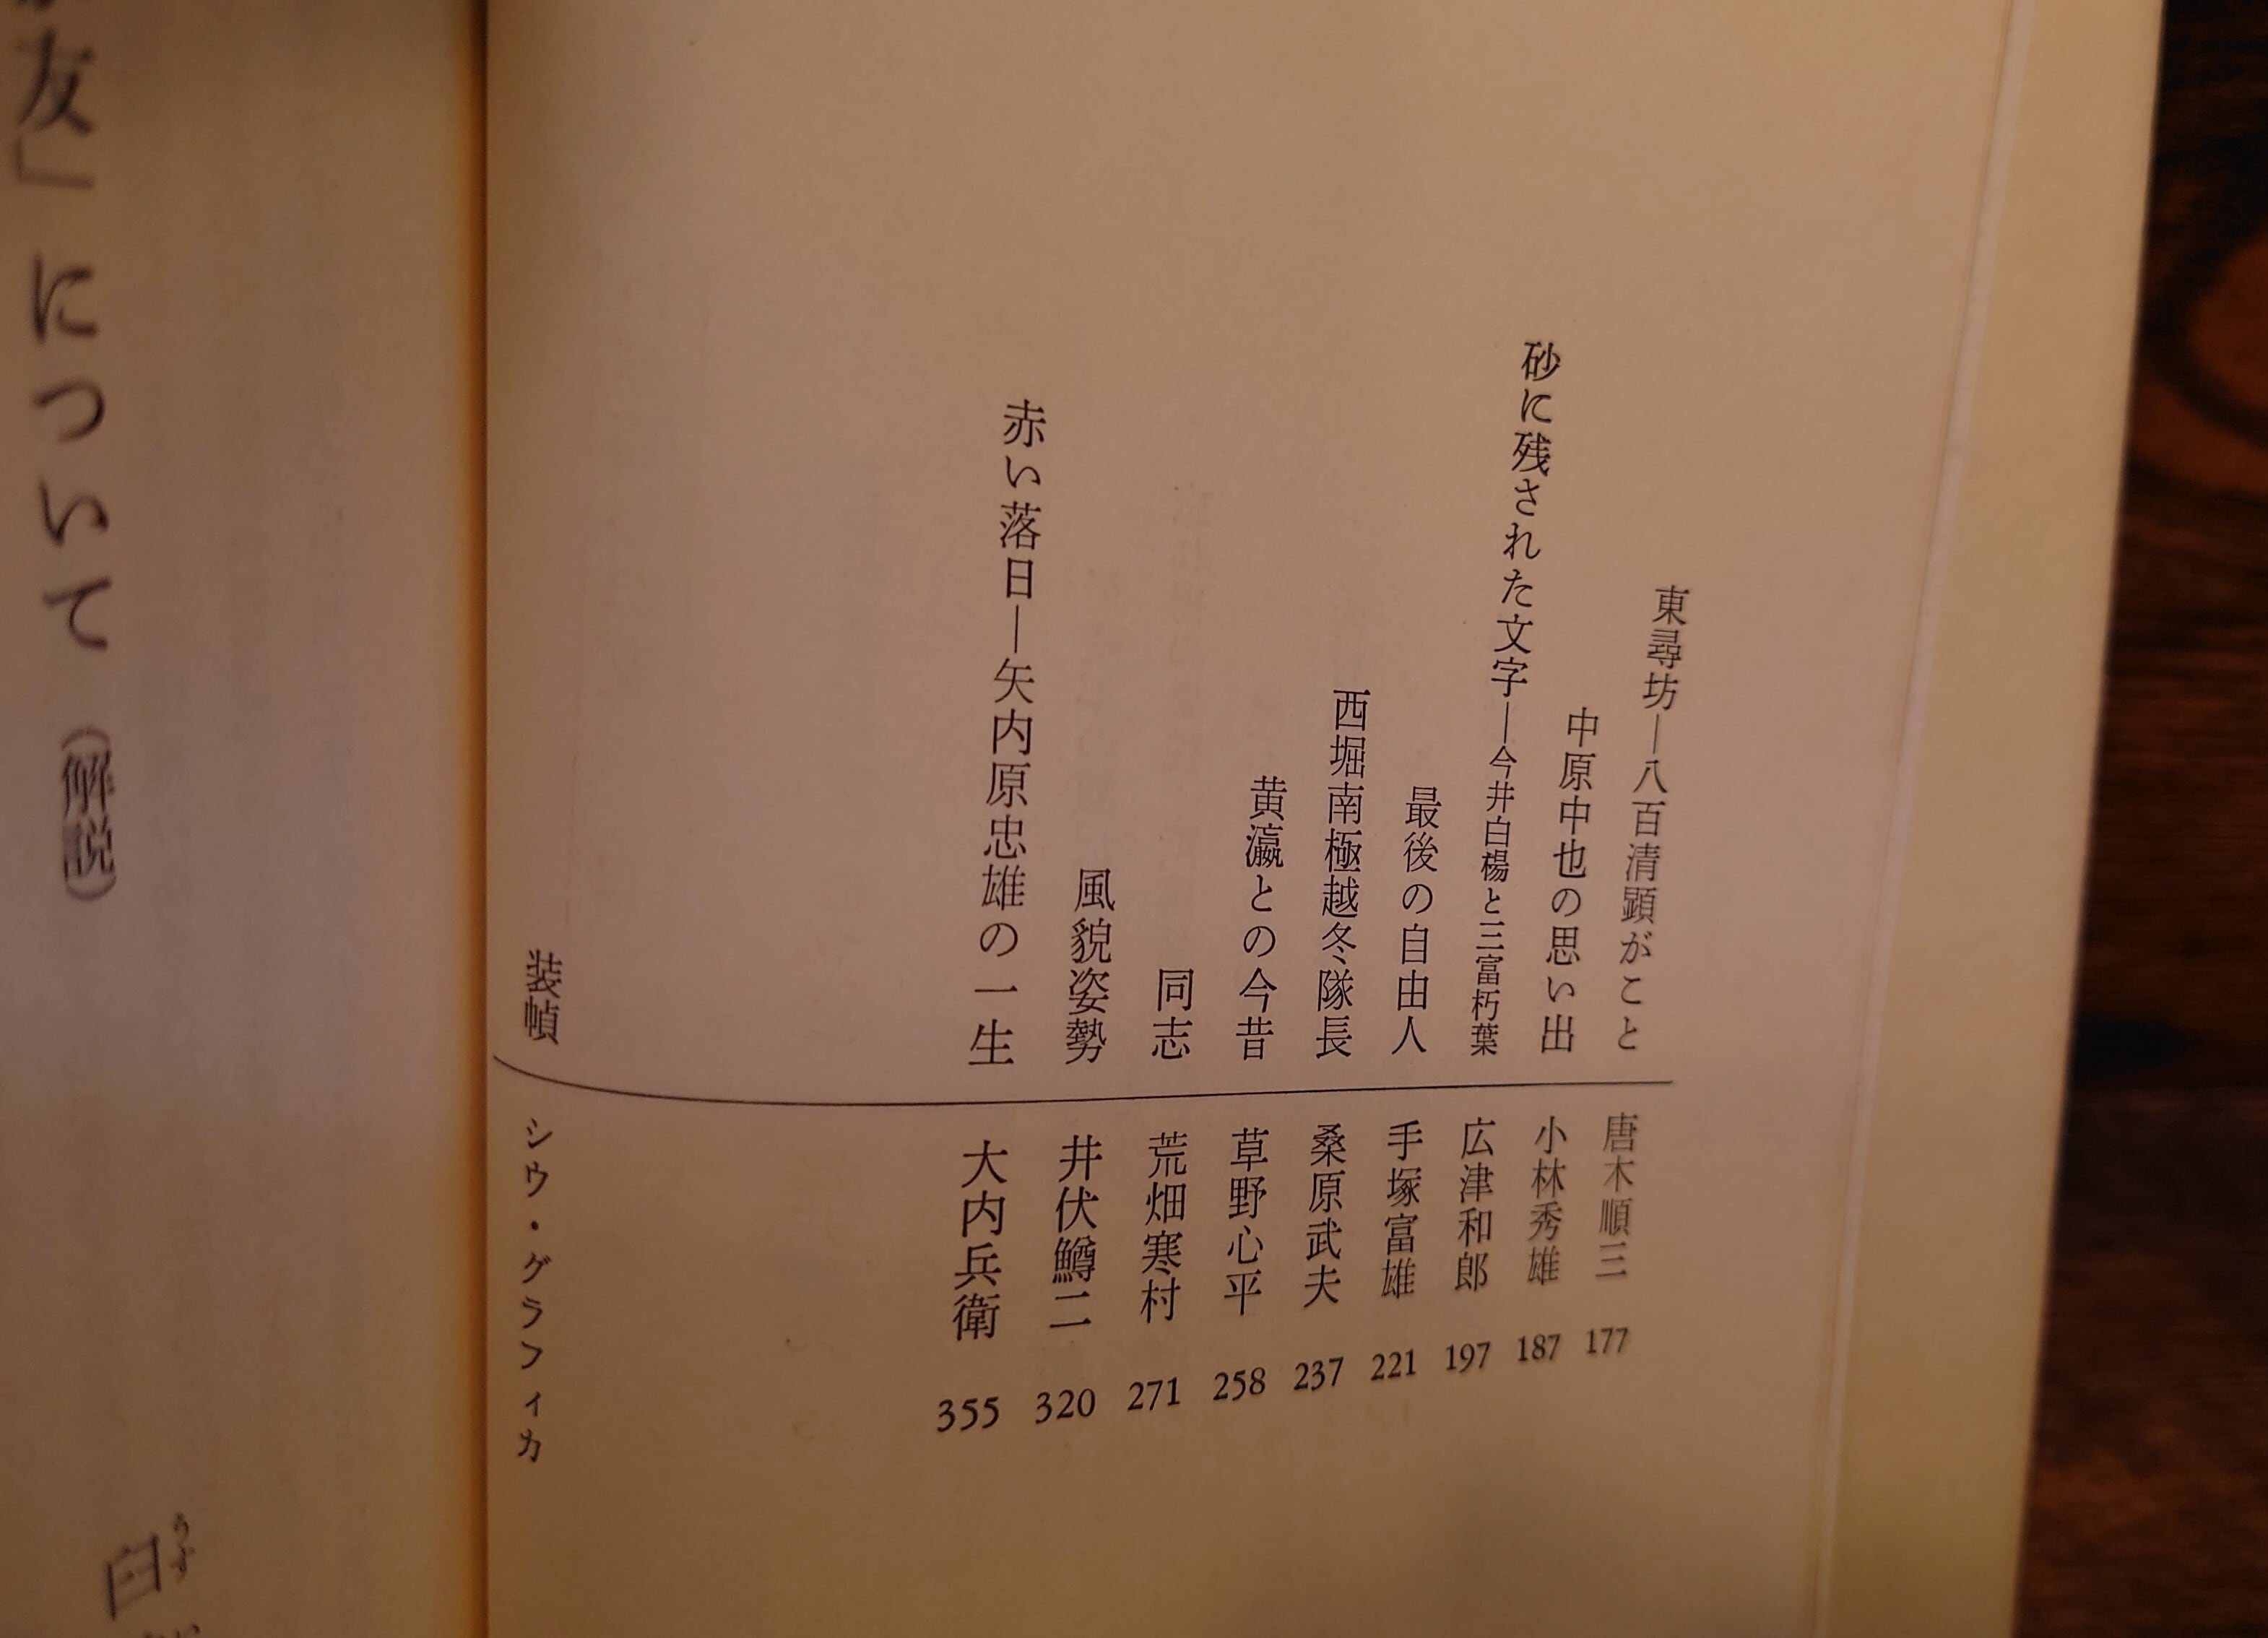 東尋坊―八百清顕がこと 唐木順三 177
中原中也の思い出 小林秀雄 187
砂に残された文字―今井白楊と三富朽葉 広津和郎 197
最後の自由人 手塚富雄 221
西堀南極越冬隊長 桑原武夫 237
黄瀛との今昔 草野心平 258
同志 荒畑寒村 271
風貌姿勢 井伏鱒二 320
赤い落日―矢内原忠雄の一生 大内兵衛 355
装幀 シウ・グラフィカ
友」について(解説)
うす
臼